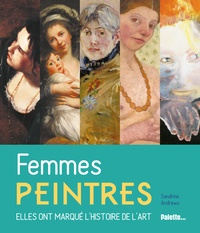 Femmes
PEINTRES
Sandrine
Andrews
ELLES ONT MARQUÉ L'HISTOIRE DE L'ART
Palette...